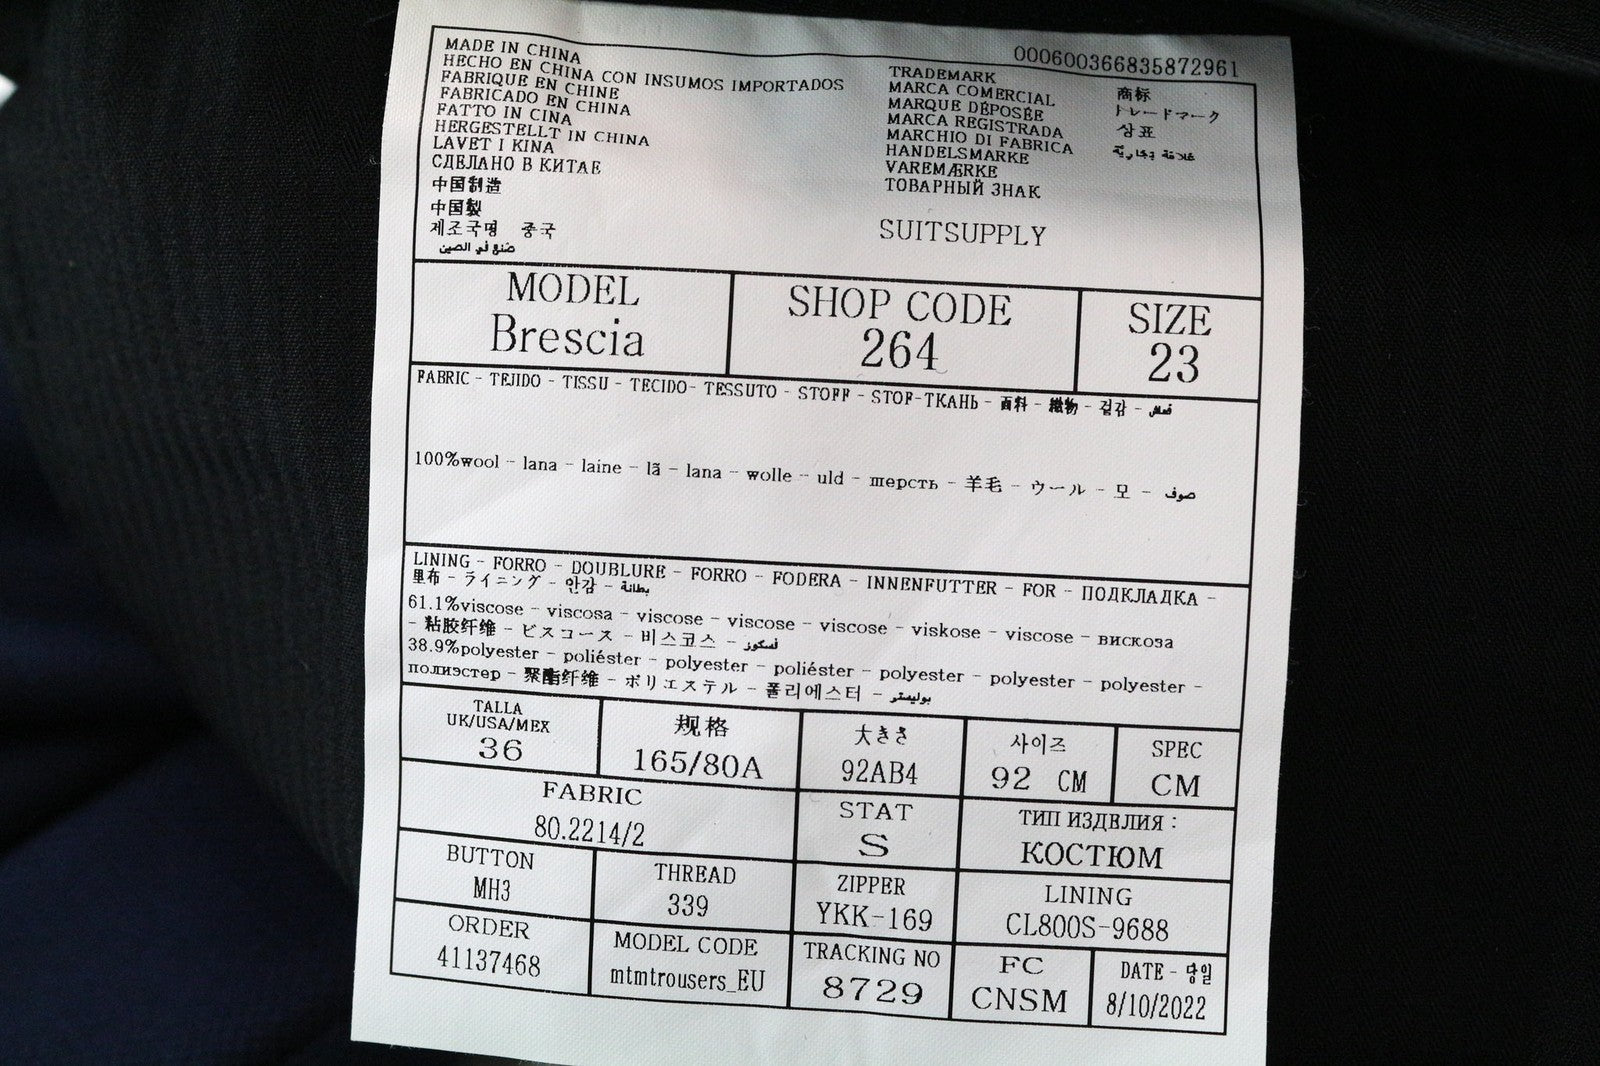 000600366835872961
MADE IN CHINA
HECHO EN CHINA CON INSUMOS IMPORTADOS
FABRIQUE EN CHINE
FABRICADO EN CHINA
FATTO IN CINA
HERGESTELLT IN CHINA
LAVET I KINA
СДЕЛАНО В КИТАЕ
中国制造
中国製
제조국명 중국
صنع في الصين
TRADEMARK
MARCA COMERCIAL
MARQUE DÉPOSÉE
MARCA REGISTRADA
MARCHIO DI FABRICA
HANDELSMARKE
VAREMÆRKE
ТОВАРНЫЙ ЗНАК
商标
トレードマーク
상표
علامة تجارية
SUITSUPPLY
MODEL
Brescia
SHOP CODE
264
SIZE
23
FABRIC - TEJIDO - TISSU - TECIDO- TESSUTO - STOFF - STOF-ТКАНЬ - 面料 - 織物 - 겉감 - قماش
100%wool - lana - laine - lã - lana - wolle - uld - шерсть - 羊毛 - ウール - 모 - صوف
LINING - FORRO - DOUBLURE - FORRO - FODERA - INNENFUTTER - FOR - ПОДКЛАДКА -
里布 - ライニング - 안감 - بطانة
61.1%viscose - viscosa - viscose - viscose - viscose - viskose - viscose - вискоза
- 粘胶纤维 - ビスコース - 비스코스 - فسكوز
38.9%polyester - poliéster - polyester - poliéster - polyester - polyester - polyester -
полиэстер - 聚酯纤维 - ポリエステル - 폴리에스터 - بوليستر
TALLA
UK/USA/MEX
36
规格
165/80A
大きさ
92AB4
사이즈
92 CM
SPEC
CM
FABRIC
80.2214/2
STAT
S
ТИП ИЗДЕЛИЯ :
КОСТЮМ
BUTTON
MH3
THREAD
339
ZIPPER
YKK-169
LINING
CL800S-9688
ORDER
41137468
MODEL CODE
mtmtrousers_EU
TRACKING NO
8729
FC
CNSM
DATE - 당일
8/10/2022